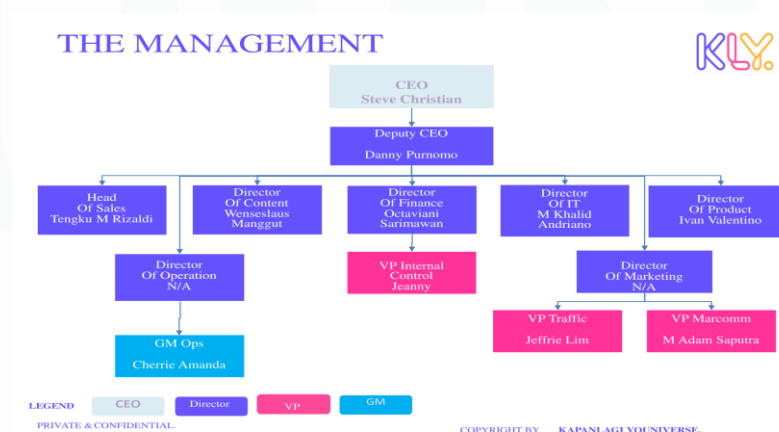 THE MANAGEMENT
KLY.
CEO
Steve Christian
Deputy CEO
Danny Purnomo
Head
Of Sales
Tengku M Rizaldi
Director
Of Content
Wenseslaus
Manggut
Director
Of Finance
Octaviani
Sarimawan
Director
Of IT
M Khalid
Andriano
Director
Of Product
Ivan Valentino
Director
Of Operation
N/A
VP Internal
Control
Jeanny
Director
Of Marketing
N/A
GM Ops
Cherrie Amanda
VP Traffic
Jeffrie Lim
VP Marcomm
M Adam Saputra
LEGEND CEO Director VP GM
PRIVATE & CONFIDENTIAL.
COPYRIGHT BY KAPANLAGI YOUNIVERSE.